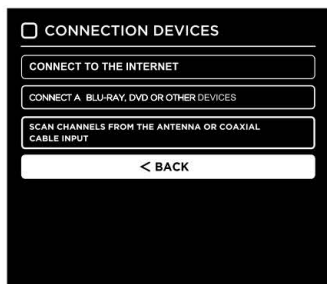 CONNECTION DEVICES
CONNECT TO THE INTERNET
CONNECT A BLU-RAY, DVD OR OTHER DEVICES
SCAN CHANNELS FROM THE ANTENNA OR COAXIAL
CABLE INPUT
< BACK